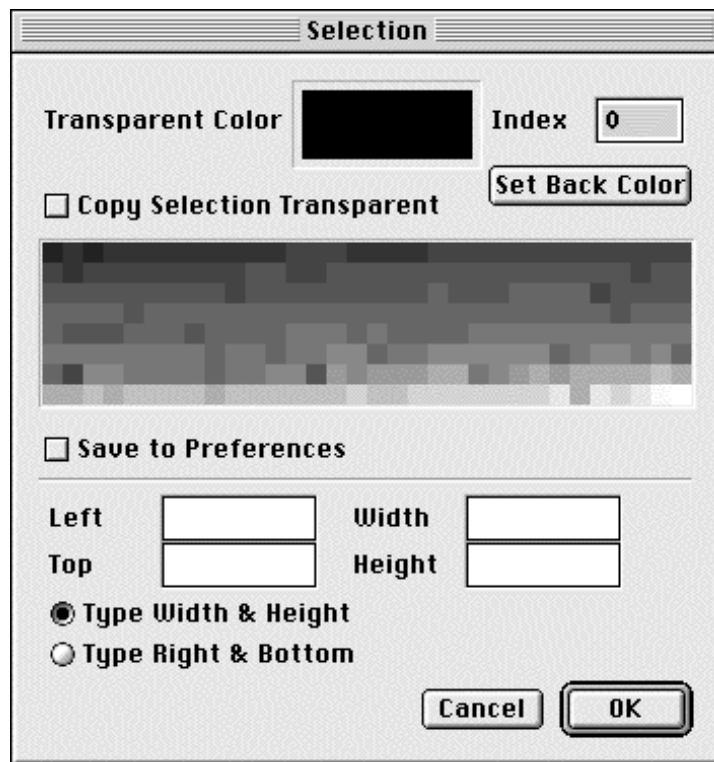 Selection
Transparent Color Index 0
Set Back Color
Copy Selection Transparent
Save to Preferences
Left Width
Top Height
Type Width & Height
Type Right & Bottom
Cancel OK